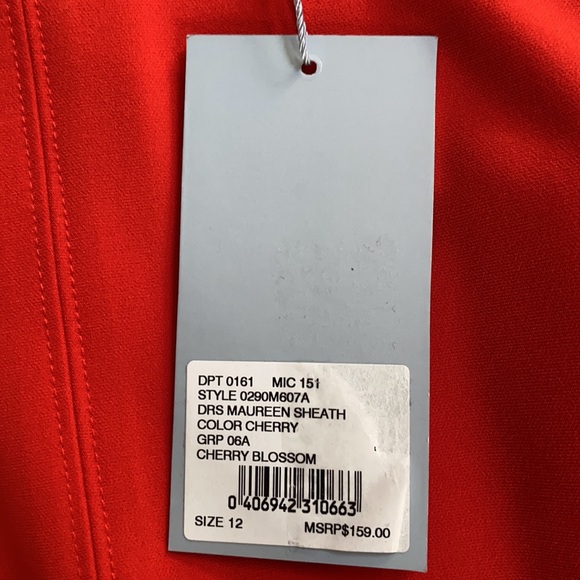 DPT 0161 MIC 151
STYLE 0290M607A
DRS MAUREEN SHEATH
COLOR CHERRY
GRP 06A
CHERRY BLOSSOM
0 406942 310663
SIZE 12 MSRP$159.00